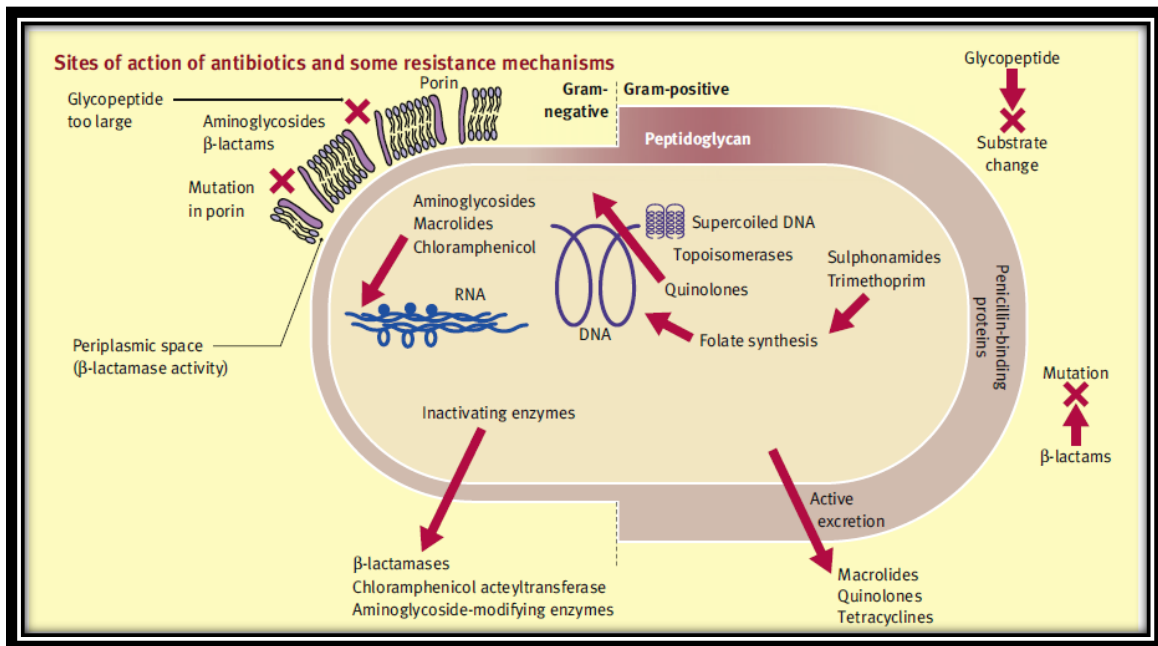 Sites of action of antibiotics and some resistance mechanisms
Glycopeptide
too large
Aminoglycosides
β-lactams
Mutation
in porin
Porin
Gram-
negative
Gram-positive
Peptidoglycan
Glycopeptide
Substrate
change
Aminoglycosides
Macrolides
Chloramphenicol
RNA
Supercoiled DNA
Topoisomerases
Quinolones
DNA
Sulphonamides
Trimethoprim
Folate synthesis
Penicillin-binding
proteins
Mutation
β-lactams
Periplasmic space
(β-lactamase activity)
Inactivating enzymes
β-lactamases
Chloramphenicol acteyltransferase
Aminoglycoside-modifying enzymes
Active
excretion
Macrolides
Quinolones
Tetracyclines